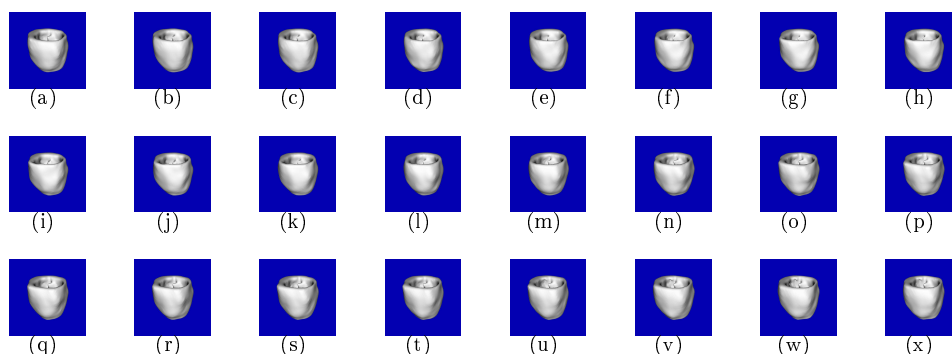 (a) (b) (c) (d) (e) (f) (g) (h)
(i) (j) (k) (l) (m) (n) (o) (p)
(q) (r) (s) (t) (u) (v) (w) (x)